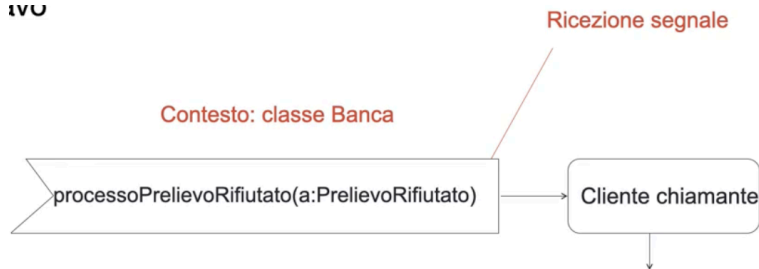 Ricezione segnale
Contesto: classe Banca
processoPrelievoRifiutato(a:PrelievoRifiutato)
Cliente chiamante